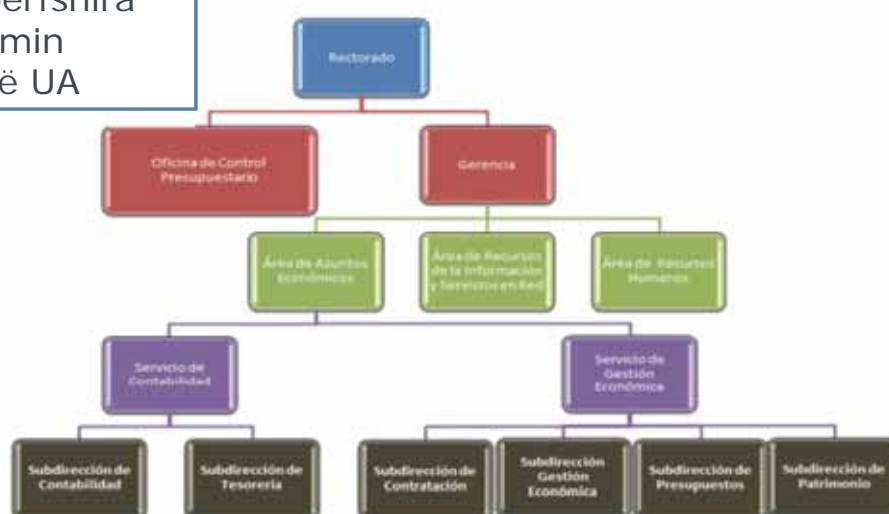 min
ë UA
Rectorado
Oficina de Control
Presupuestario
Gerencia
Área de Asuntos
Económicos
Área de Recursos
de la Información
y Servicios en Red
Área de Recursos
Humanos
Servicio de
Contabilidad
Servicio de
Gestión
Económica
Subdirección de
Contabilidad
Subdirección de
Tesorería
Subdirección de
Contratación
Subdirección
Gestión
Económica
Subdirección de
Presupuestos
Subdirección de
Patrimonio